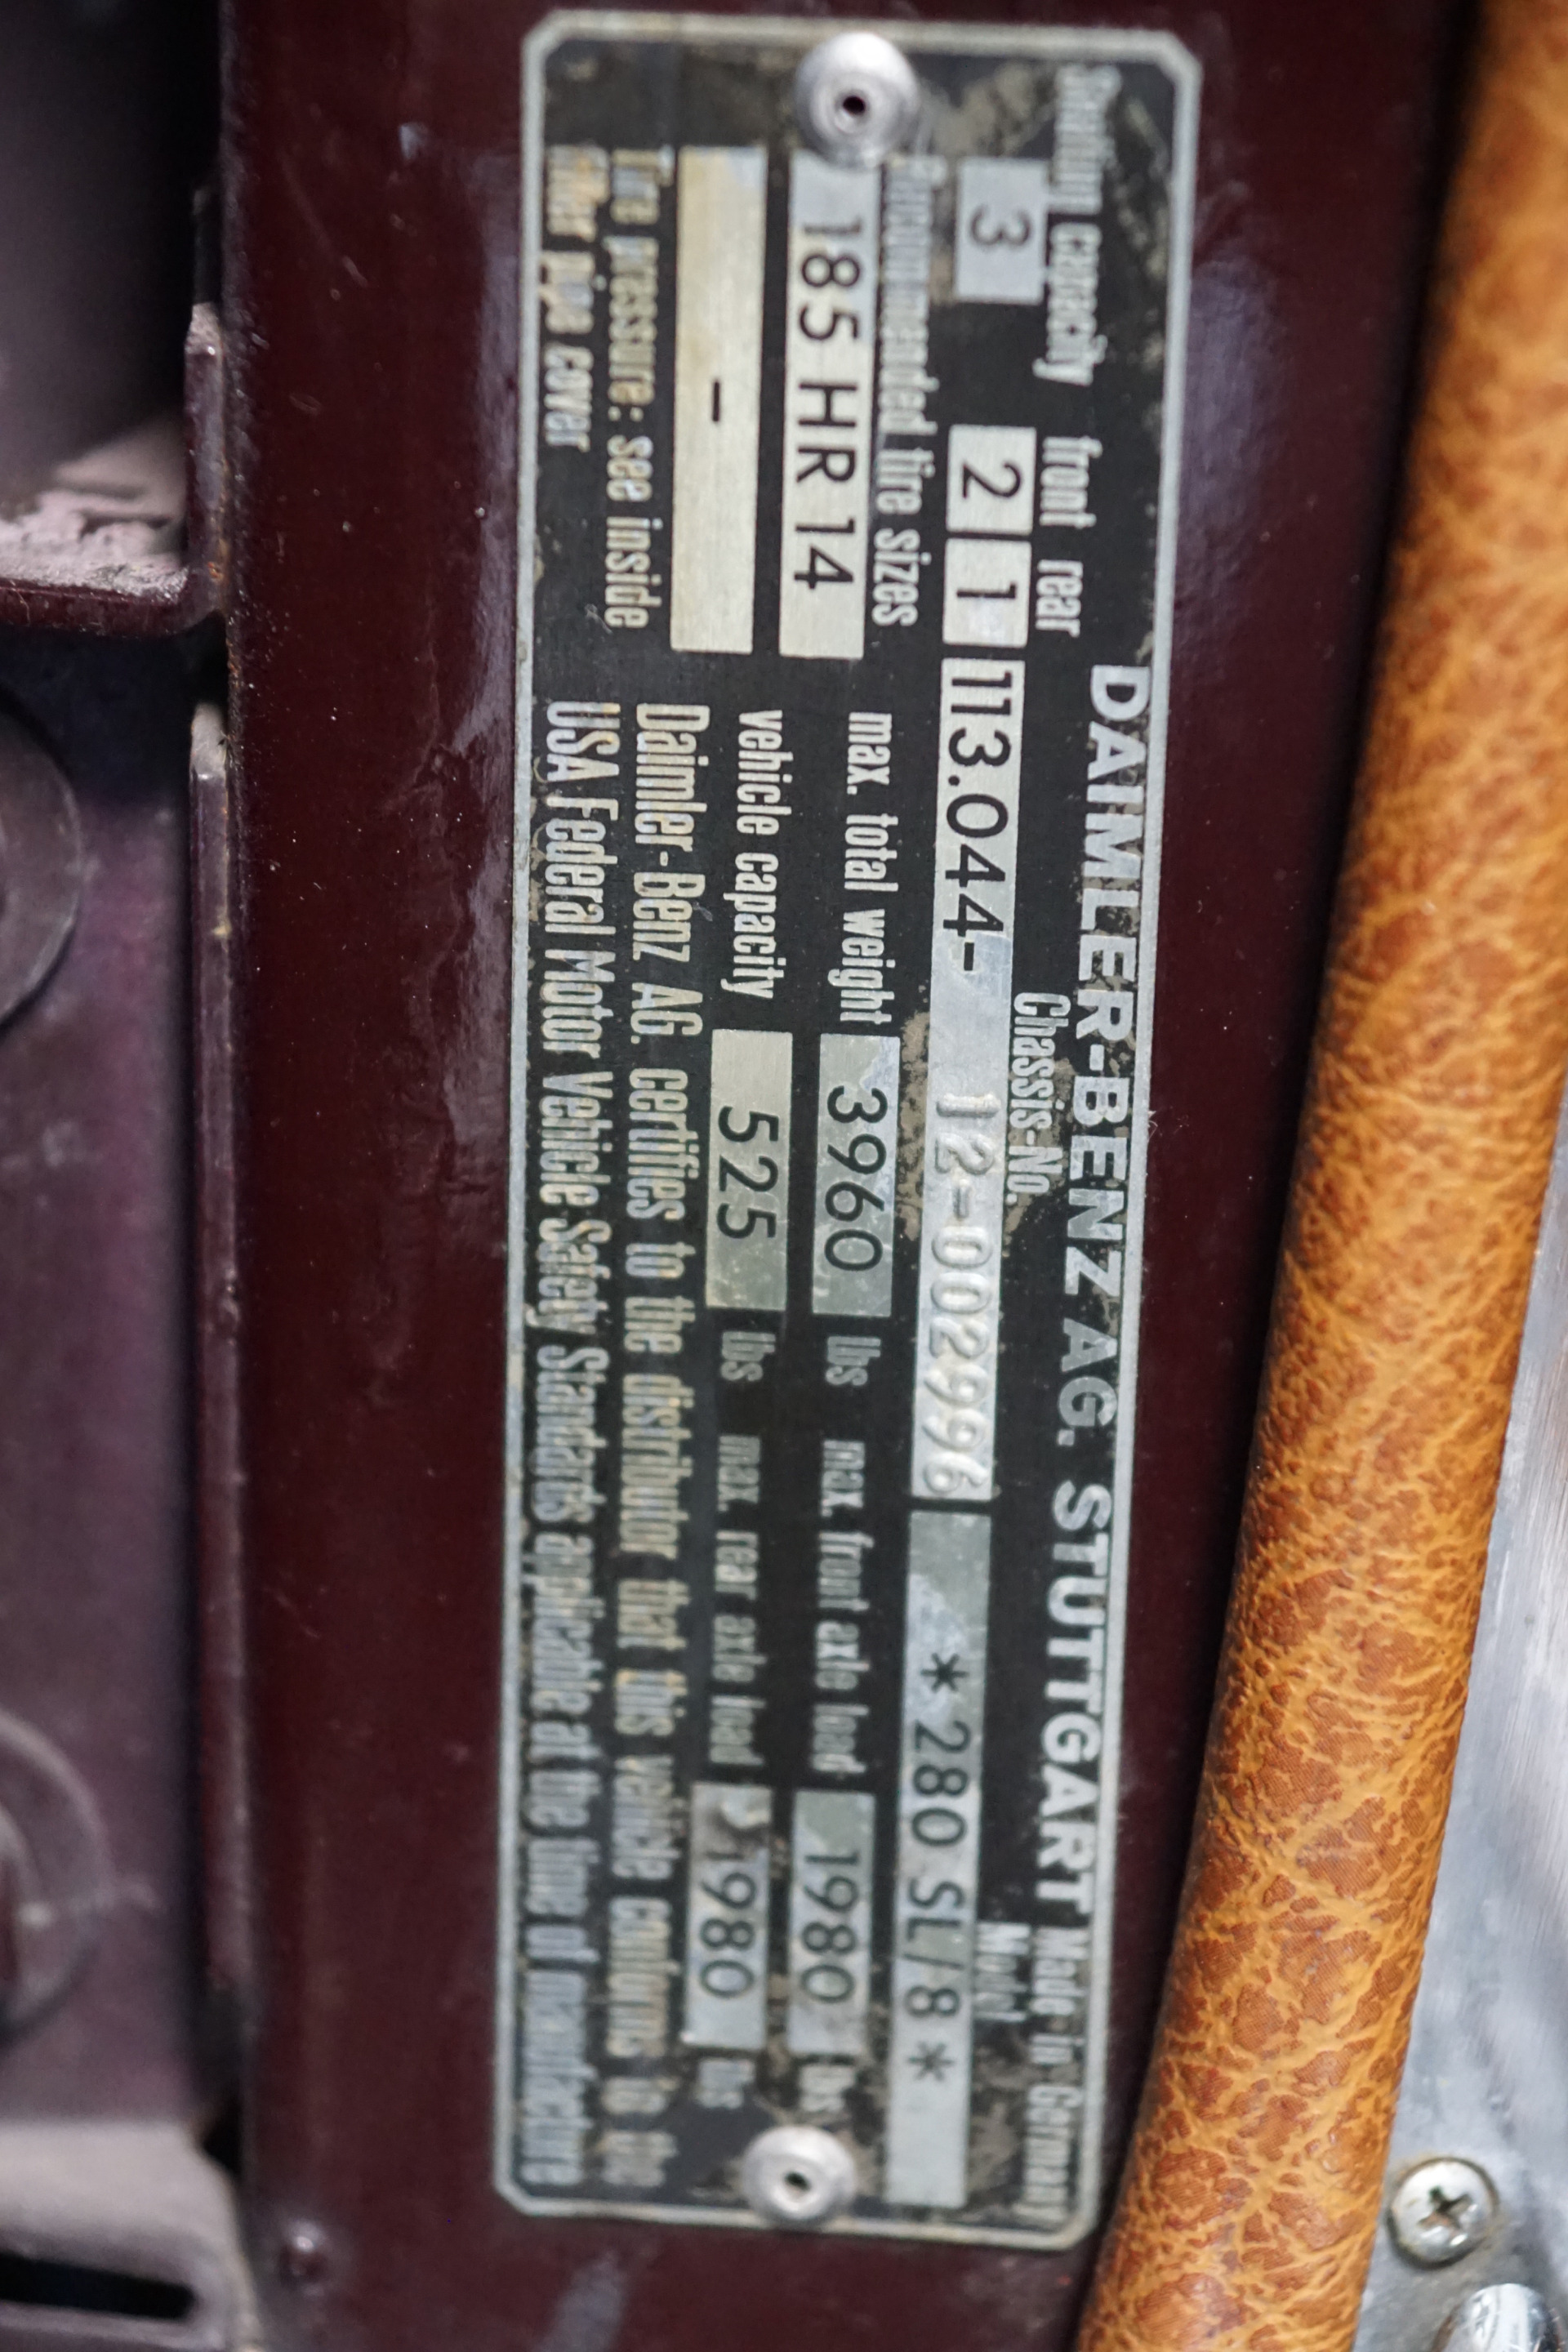 DAIMLER-BENZ AG. STUTTGART Made in Germany
Seating capacity front rear Chassis-No. Model
3 2 1 113.044- 12-002996 *280 SL/8*
Recommended tire sizes
185 HR 14 max. total weight 3960 lbs max. front axle load 1980 lbs
- vehicle capacity 525 lbs max. rear axle load 1980 lbs
Tire pressure: see inside Daimler-Benz AG. certifies to the distributor that this vehicle conforms to the
filler pipe cover USA Federal Motor Vehicle Safety Standards applicable at the time of manufacture